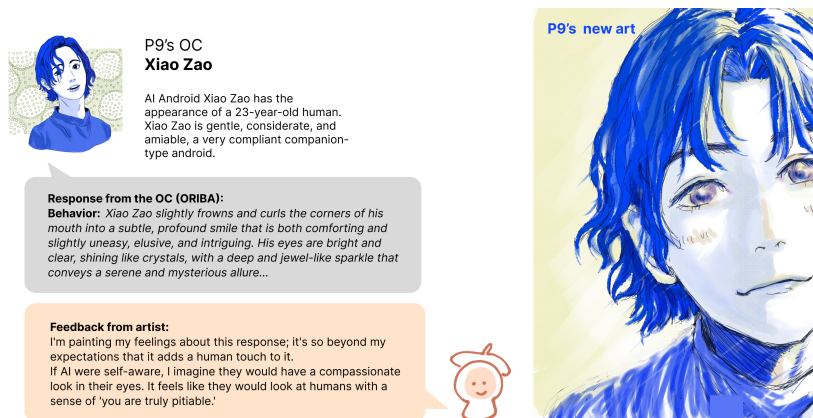 P9's OC
Xiao Zao
AI Android Xiao Zao has the
appearance of a 23-year-old human.
Xiao Zao is gentle, considerate, and
amiable, a very compliant companion-
type android.
Response from the OC (ORIBA):
Behavior: Xiao Zao slightly frowns and curls the corners of his
mouth into a subtle, profound smile that is both comforting and
slightly uneasy, elusive, and intriguing. His eyes are bright and
clear, shining like crystals, with a deep and jewel-like sparkle that
conveys a serene and mysterious allure...
Feedback from artist:
I'm painting my feelings about this response; it's so beyond my
expectations that it adds a human touch to it.
If AI were self-aware, I imagine they would have a compassionate
look in their eyes. It feels like they would look at humans with a
sense of 'you are truly pitiable.'
P9's new art